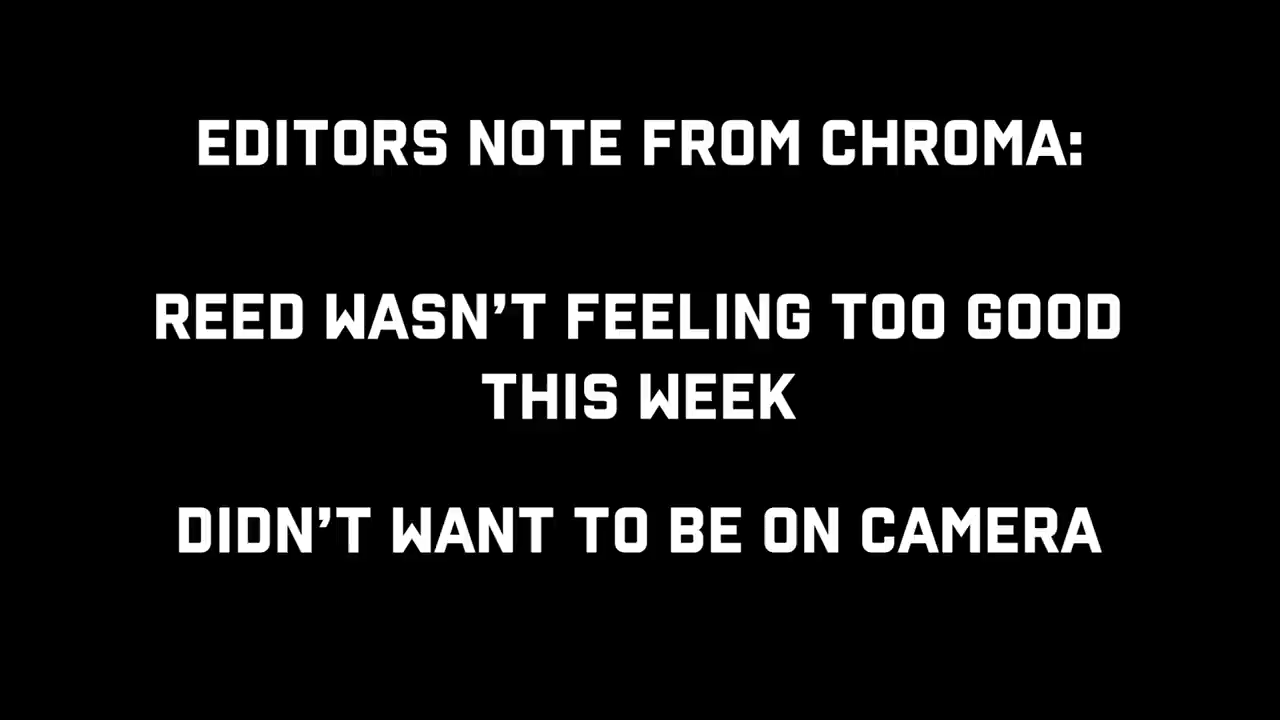 EDITORS NOTE FROM CHROMA:
REED WASN'T FEELING TOO GOOD
THIS WEEK
DIDN'T WANT TO BE ON CAMERA